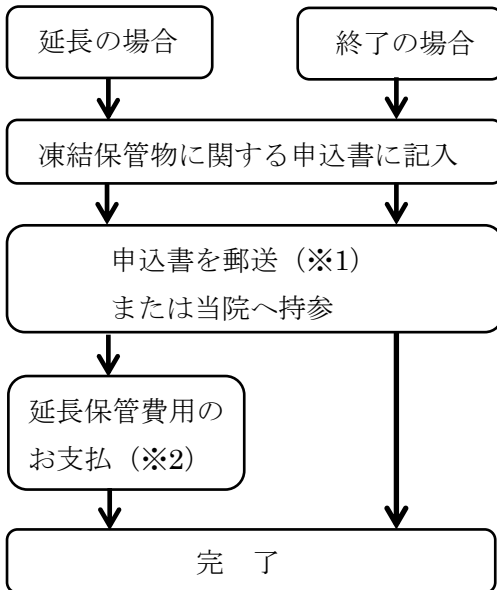 延長の場合
終了の場合
凍結保管物に関する申込書に記入
申込書を郵送（※1）
または当院へ持参
延長保管費用の
お支払（※2）
完　了